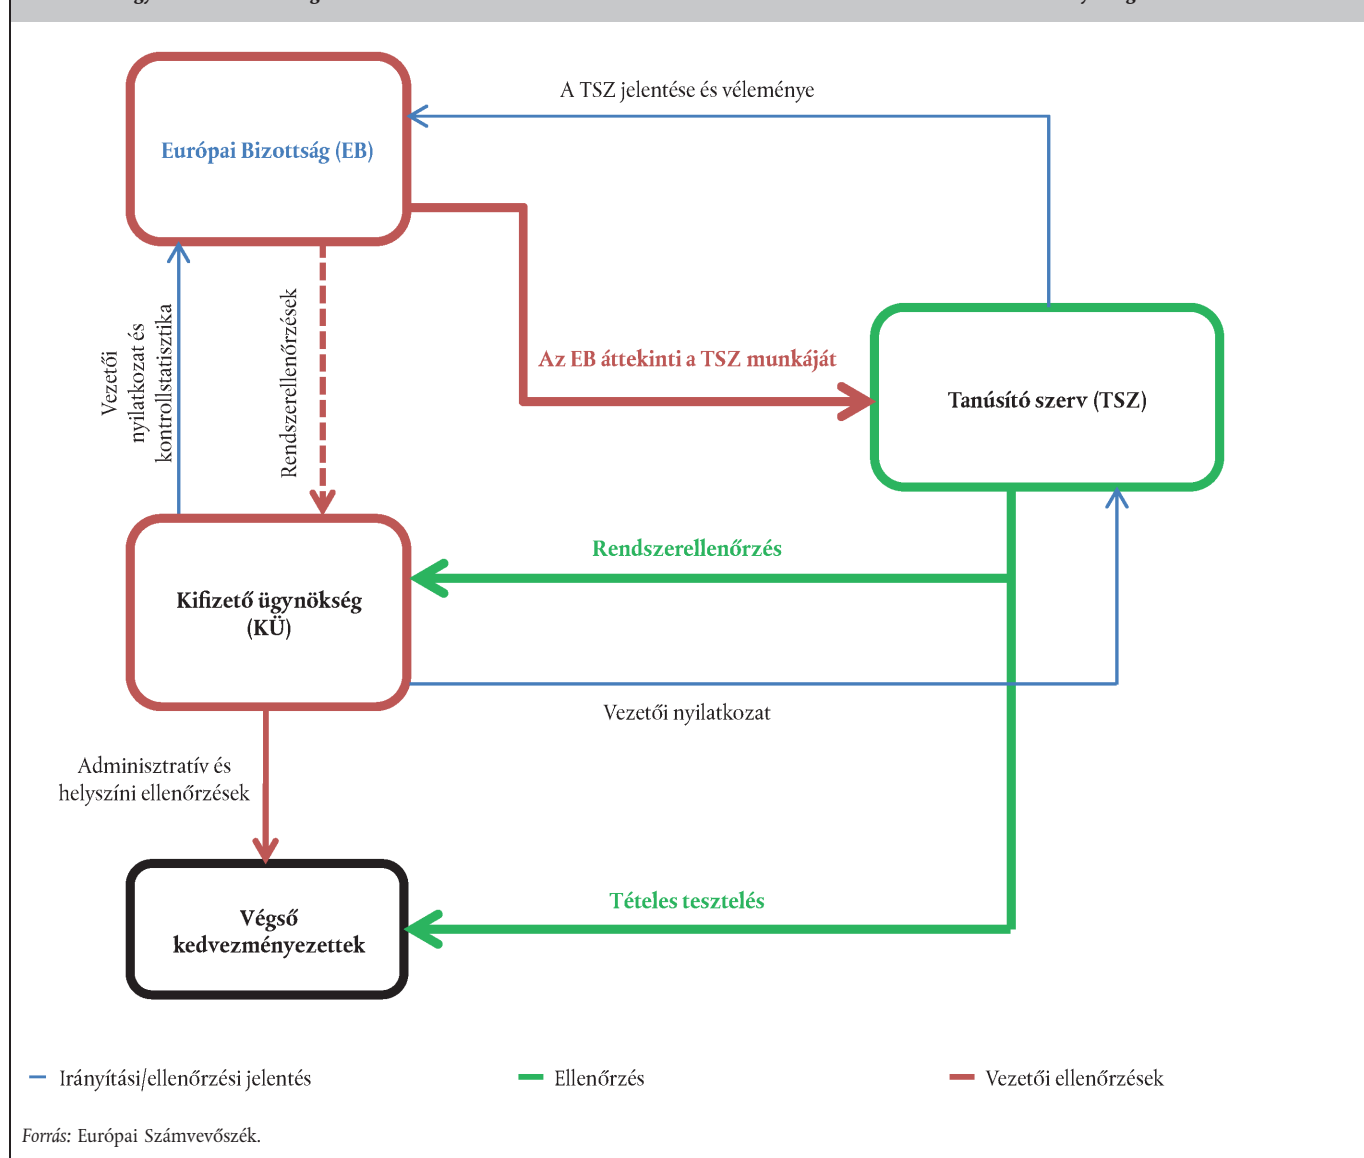 A TSZ jelentése és véleménye
Európai Bizottság (EB)
Vezetői
nyilatkozat és
kontrollstatisztika
Rendszerellenőrzések
Az EB áttekinti a TSZ munkáját
Tanúsító szerv (TSZ)
Rendszerellenőrzés
Kifizető ügynökség
(KÜ)
Vezetői nyilatkozat
Adminisztratív és
helyszíni ellenőrzések
Tételes tesztelés
Végső
kedvezményezettek
Irányítási/ellenőrzési jelentés
Ellenőrzés
Vezetői ellenőrzések
Forrás: Európai Számvevőszék.